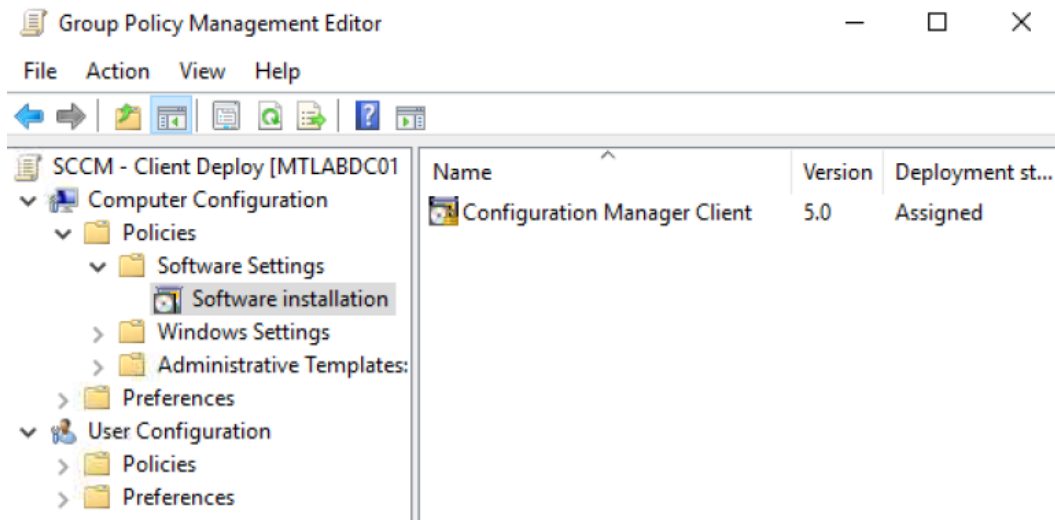 Group Policy Management Editor
File Action View Help
SCCM - Client Deploy [MTLABDC01
Computer Configuration
Policies
Software Settings
Software installation
Windows Settings
Administrative Templates:
Preferences
User Configuration
Policies
Preferences
Name Version Deployment st...
Configuration Manager Client 5.0 Assigned